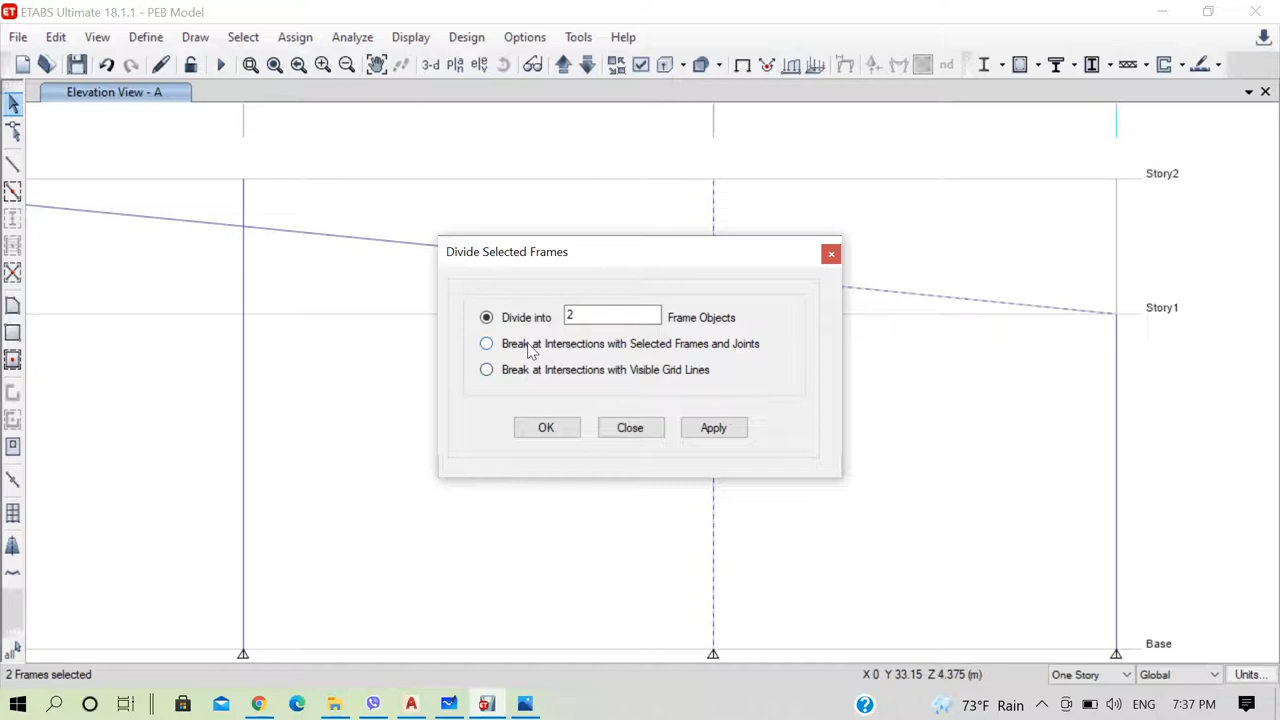 ETABS Ultimate 18.1.1 - PEB Model
File Edit View Define Draw Select Assign Analyze Display Design Options Tools Help
3-d
nd
Elevation View - A
Story2
Divide Selected Frames
Divide into 2 Frame Objects
Story1
Break at Intersections with Selected Frames and Joints
Break at Intersections with Visible Grid Lines
OK Close Apply
Base
all
2 Frames selected
X 0 Y 33.15 Z 4.375 (m)
One Story
Global
Units...
73°F Rain
ENG
7:37 PM